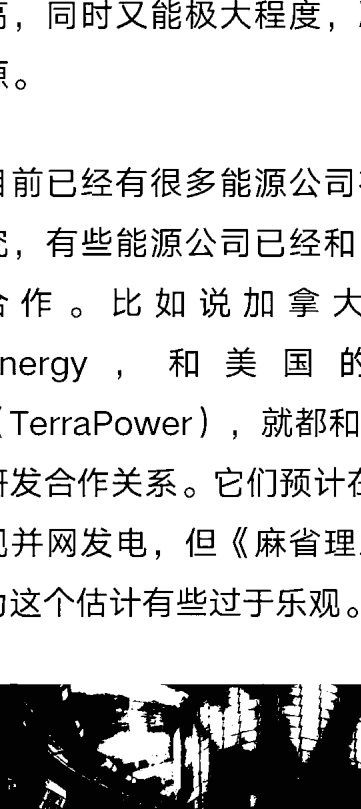 高，同时又能极大程度，
源。
目前已经有很多能源公司
究，有些能源公司已经和
合作。比如说加拿大
nergy，和美国的
（TerraPower），就都和
研发合作关系。它们预计在
现并网发电，但《麻省理
为这个估计有些过于乐观。